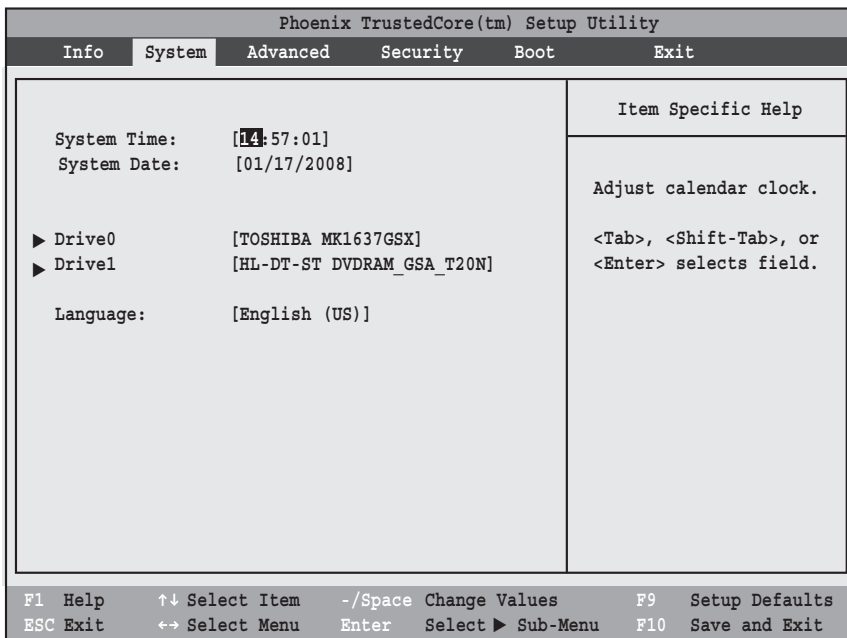 Phoenix TrustedCore(tm) Setup Utility
Info System Advanced Security Boot Exit
System Time: [14:57:01]
System Date: [01/17/2008]
▶ Drive0 [TOSHIBA MK1637GSX]
▶ Drive1 [HL-DT-ST DVDRAM_GSA_T20N]
Language: [English (US)]
Item Specific Help
Adjust calendar clock.
<Tab>, <Shift-Tab>, or
<Enter> selects field.
F1 Help ↑↓ Select Item -/Space Change Values F9 Setup Defaults
ESC Exit ←→ Select Menu Enter Select ▶ Sub-Menu F10 Save and Exit